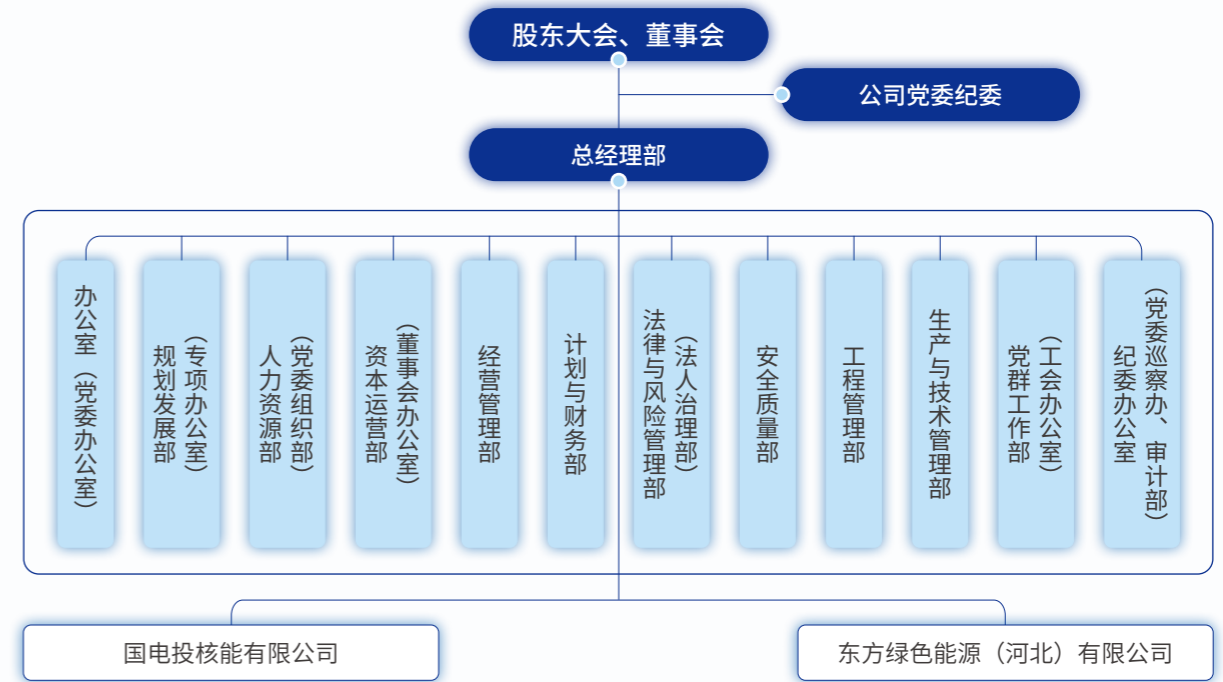 股东大会、董事会
公司党委纪委
总经理部
办公室（党委办公室）
规划发展部
（专项办公室）
人力资源部
（党委组织部）
资本运营部
（董事会办公室）
经营管理部
计划与财务部
法律与风险管理部
（法人治理部）
安全质量部
工程管理部
生产与技术管理部
党群工作部
（工会办公室）
纪委办公室
（党委巡察办、审计部）
国电投核能有限公司
东方绿色能源（河北）有限公司